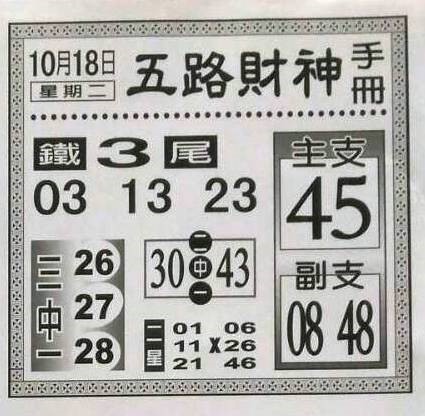 10月18日
星期二
五路財神
手冊
鐵3尾
03 13 23
主支
45
三中一
26
27
28
二中一
30 43
副支
08 48
二星
01 06
11 x 26
21 46